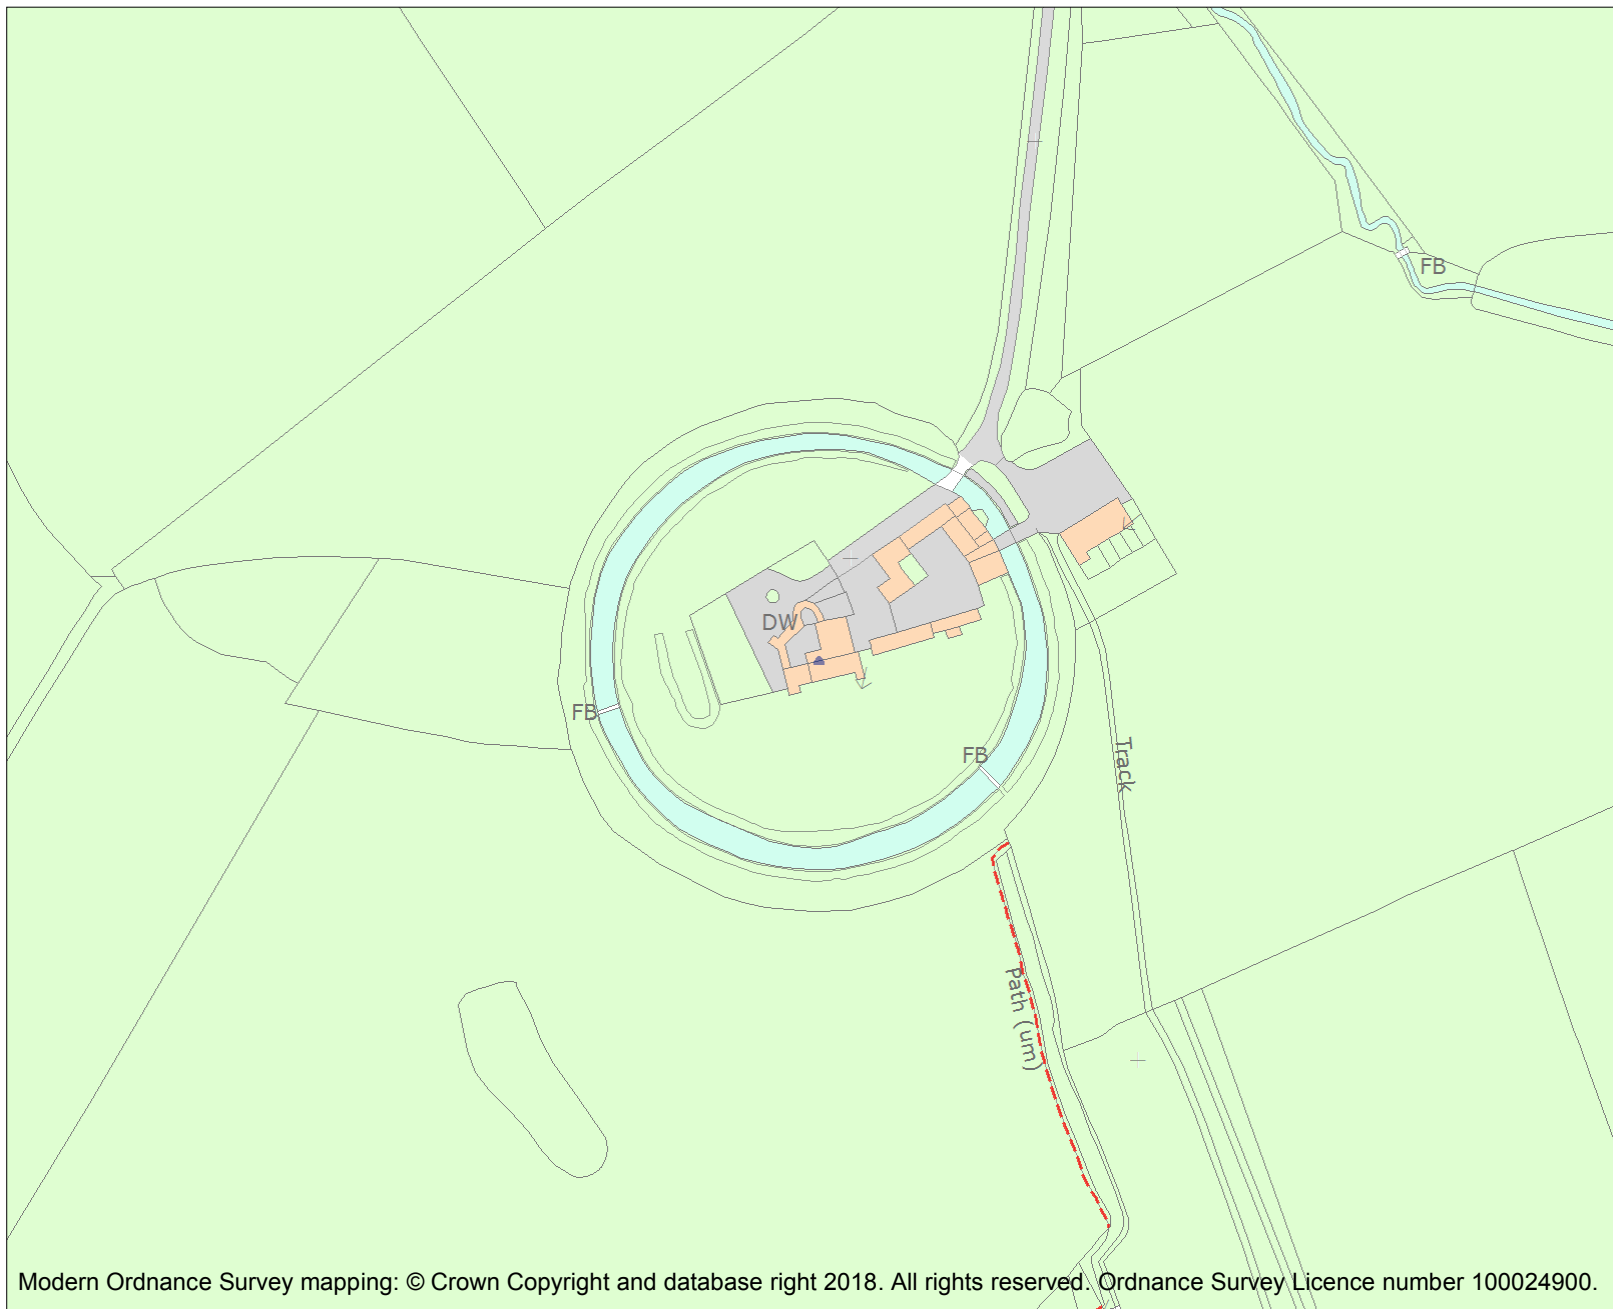 FB
DW
FB
FB
Track
Path (um)
Modern Ordnance Survey mapping: © Crown Copyright and database right 2018. All rights reserved. Ordnance Survey Licence number 100024900.